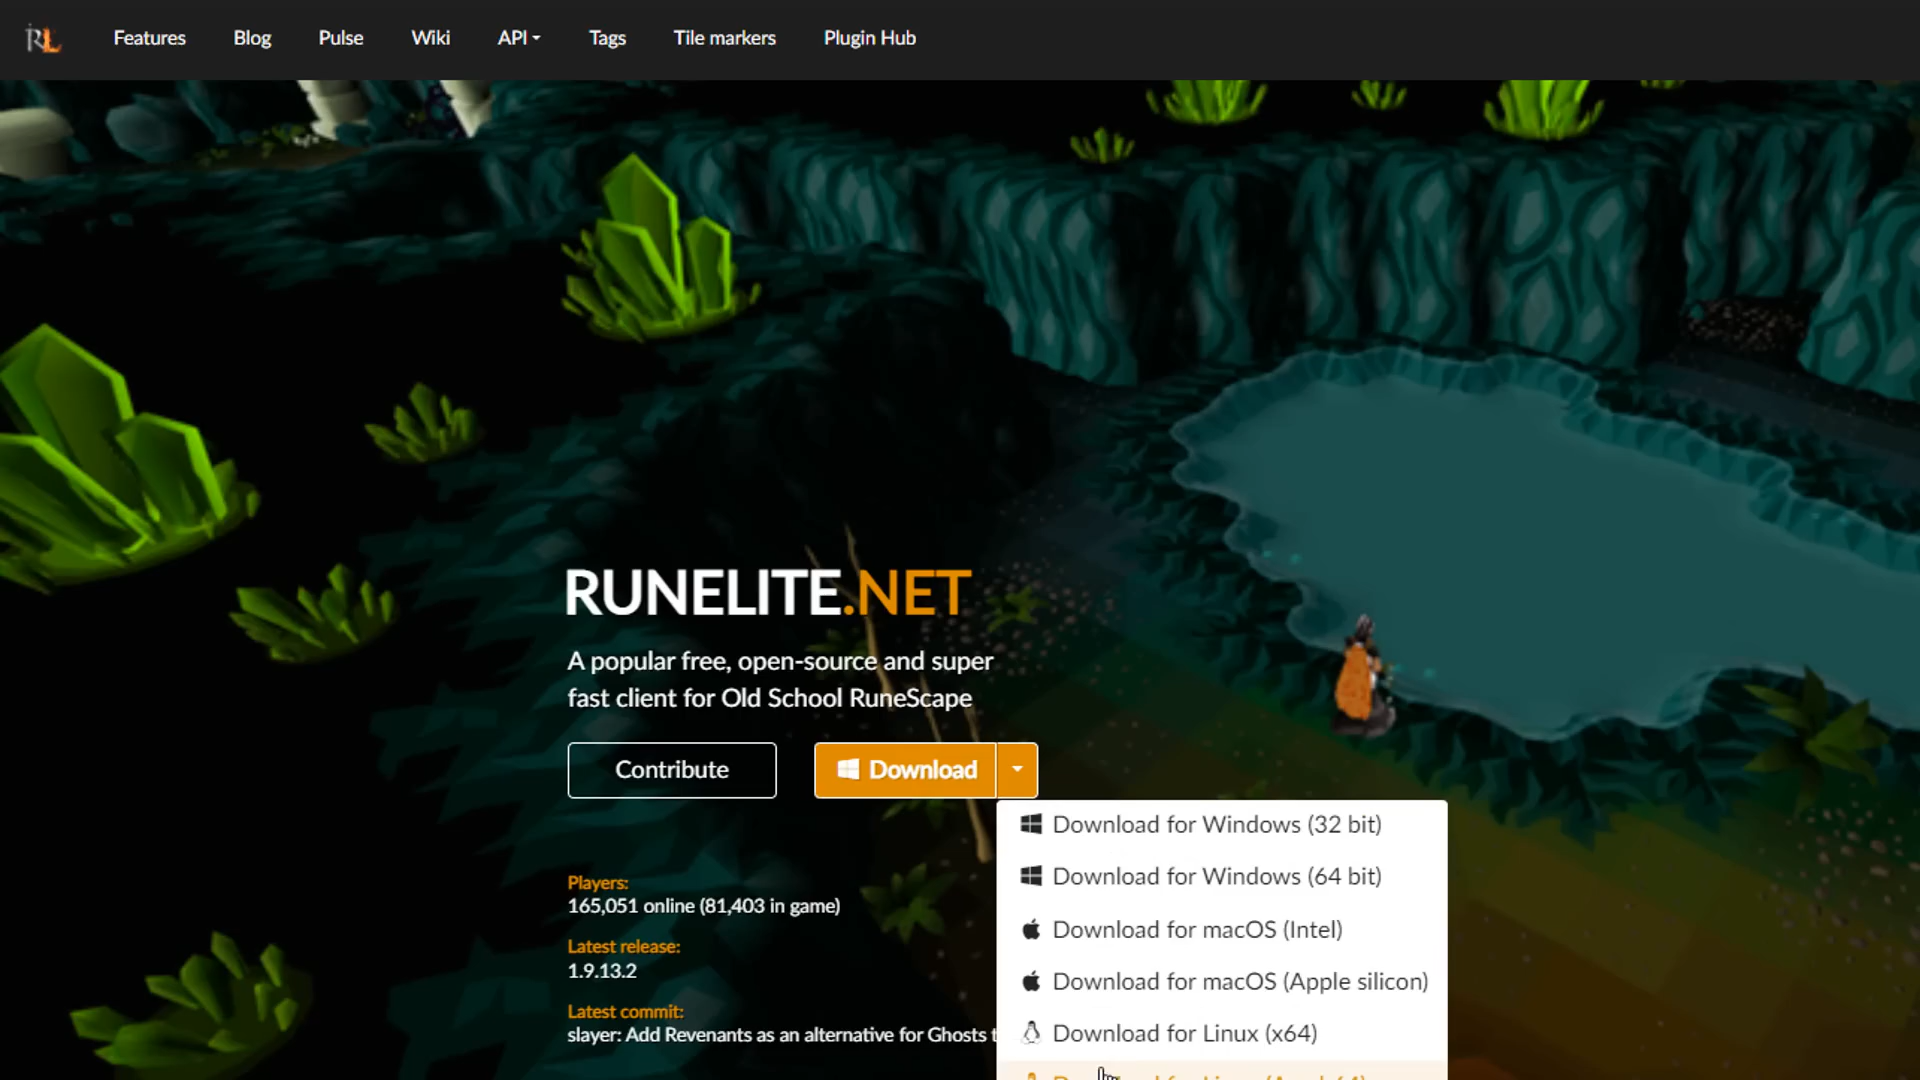 RL
Features Blog Pulse Wiki API Tags Tile markers Plugin Hub
RUNELITE.NET
A popular free, open-source and super
fast client for Old School RuneScape
Contribute
Download
Download for Windows (32 bit)
Download for Windows (64 bit)
Download for macOS (Intel)
Download for macOS (Apple silicon)
Download for Linux (x64)
Players:
165,051 online (81,403 in game)
Latest release:
1.9.13.2
Latest commit:
slayer: Add Revenants as an alternative for Ghosts t